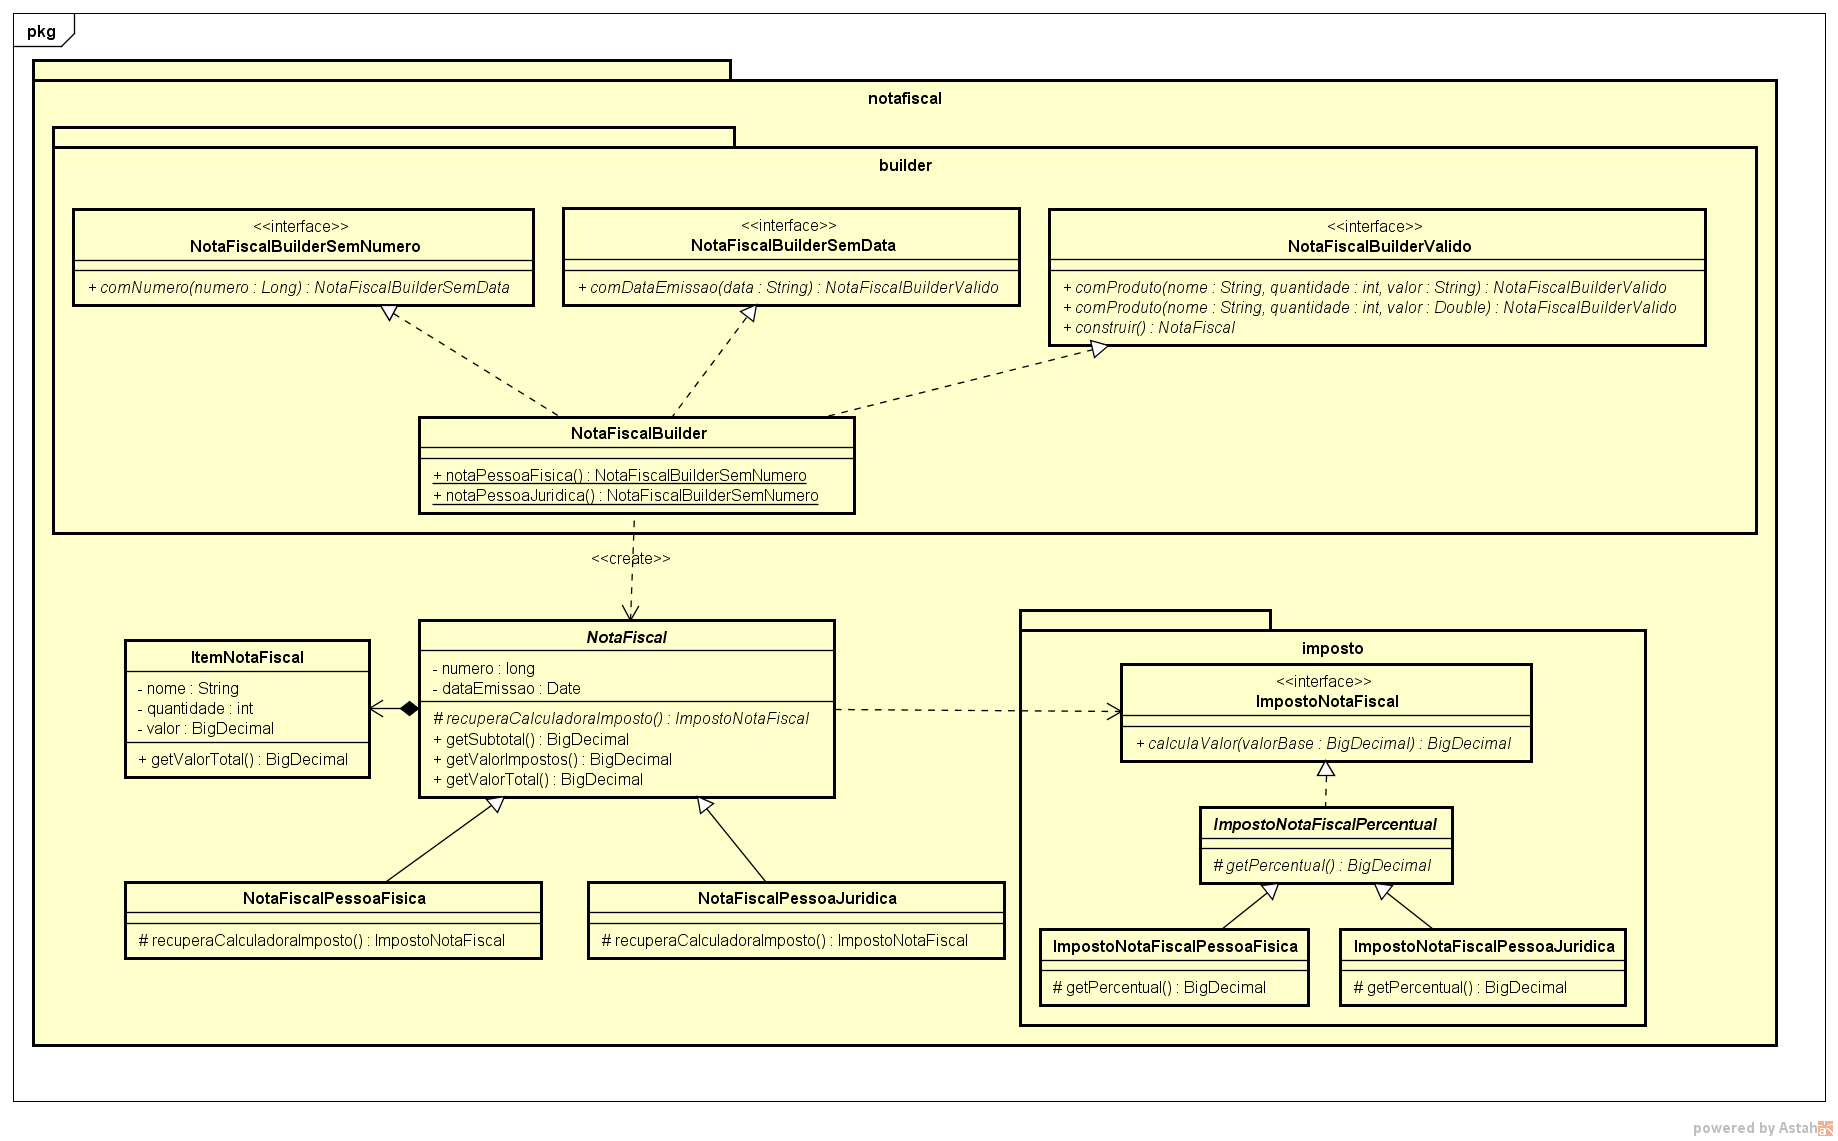 pkg
notafiscal
builder
<<interface>>
NotaFiscalBuilderSemNumero
+ comNumero(numero : Long) : NotaFiscalBuilderSemData
<<interface>>
NotaFiscalBuilderSemData
+ comDataEmissao(data : String) : NotaFiscalBuilderValido
<<interface>>
NotaFiscalBuilderValido
+ comProduto(nome : String, quantidade : int, valor : String) : NotaFiscalBuilderValido
+ comProduto(nome : String, quantidade : int, valor : Double) : NotaFiscalBuilderValido
+ construir() : NotaFiscal
NotaFiscalBuilder
+ notaPessoaFisica() : NotaFiscalBuilderSemNumero
+ notaPessoaJuridica() : NotaFiscalBuilderSemNumero
<<create>>
ItemNotaFiscal
- nome : String
- quantidade : int
- valor : BigDecimal
+ getValorTotal() : BigDecimal
NotaFiscal
- numero : long
- dataEmissao : Date
# recuperaCalculadoraImposto() : ImpostoNotaFiscal
+ getSubtotal() : BigDecimal
+ getValorImpostos() : BigDecimal
+ getValorTotal() : BigDecimal
imposto
<<interface>>
ImpostoNotaFiscal
+ calculaValor(valorBase : BigDecimal) : BigDecimal
ImpostoNotaFiscalPercentual
# getPercentual() : BigDecimal
NotaFiscalPessoaFisica
# recuperaCalculadoraImposto() : ImpostoNotaFiscal
NotaFiscalPessoaJuridica
# recuperaCalculadoraImposto() : ImpostoNotaFiscal
ImpostoNotaFiscalPessoaFisica
# getPercentual() : BigDecimal
ImpostoNotaFiscalPessoaJuridica
# getPercentual() : BigDecimal
powered by Astah